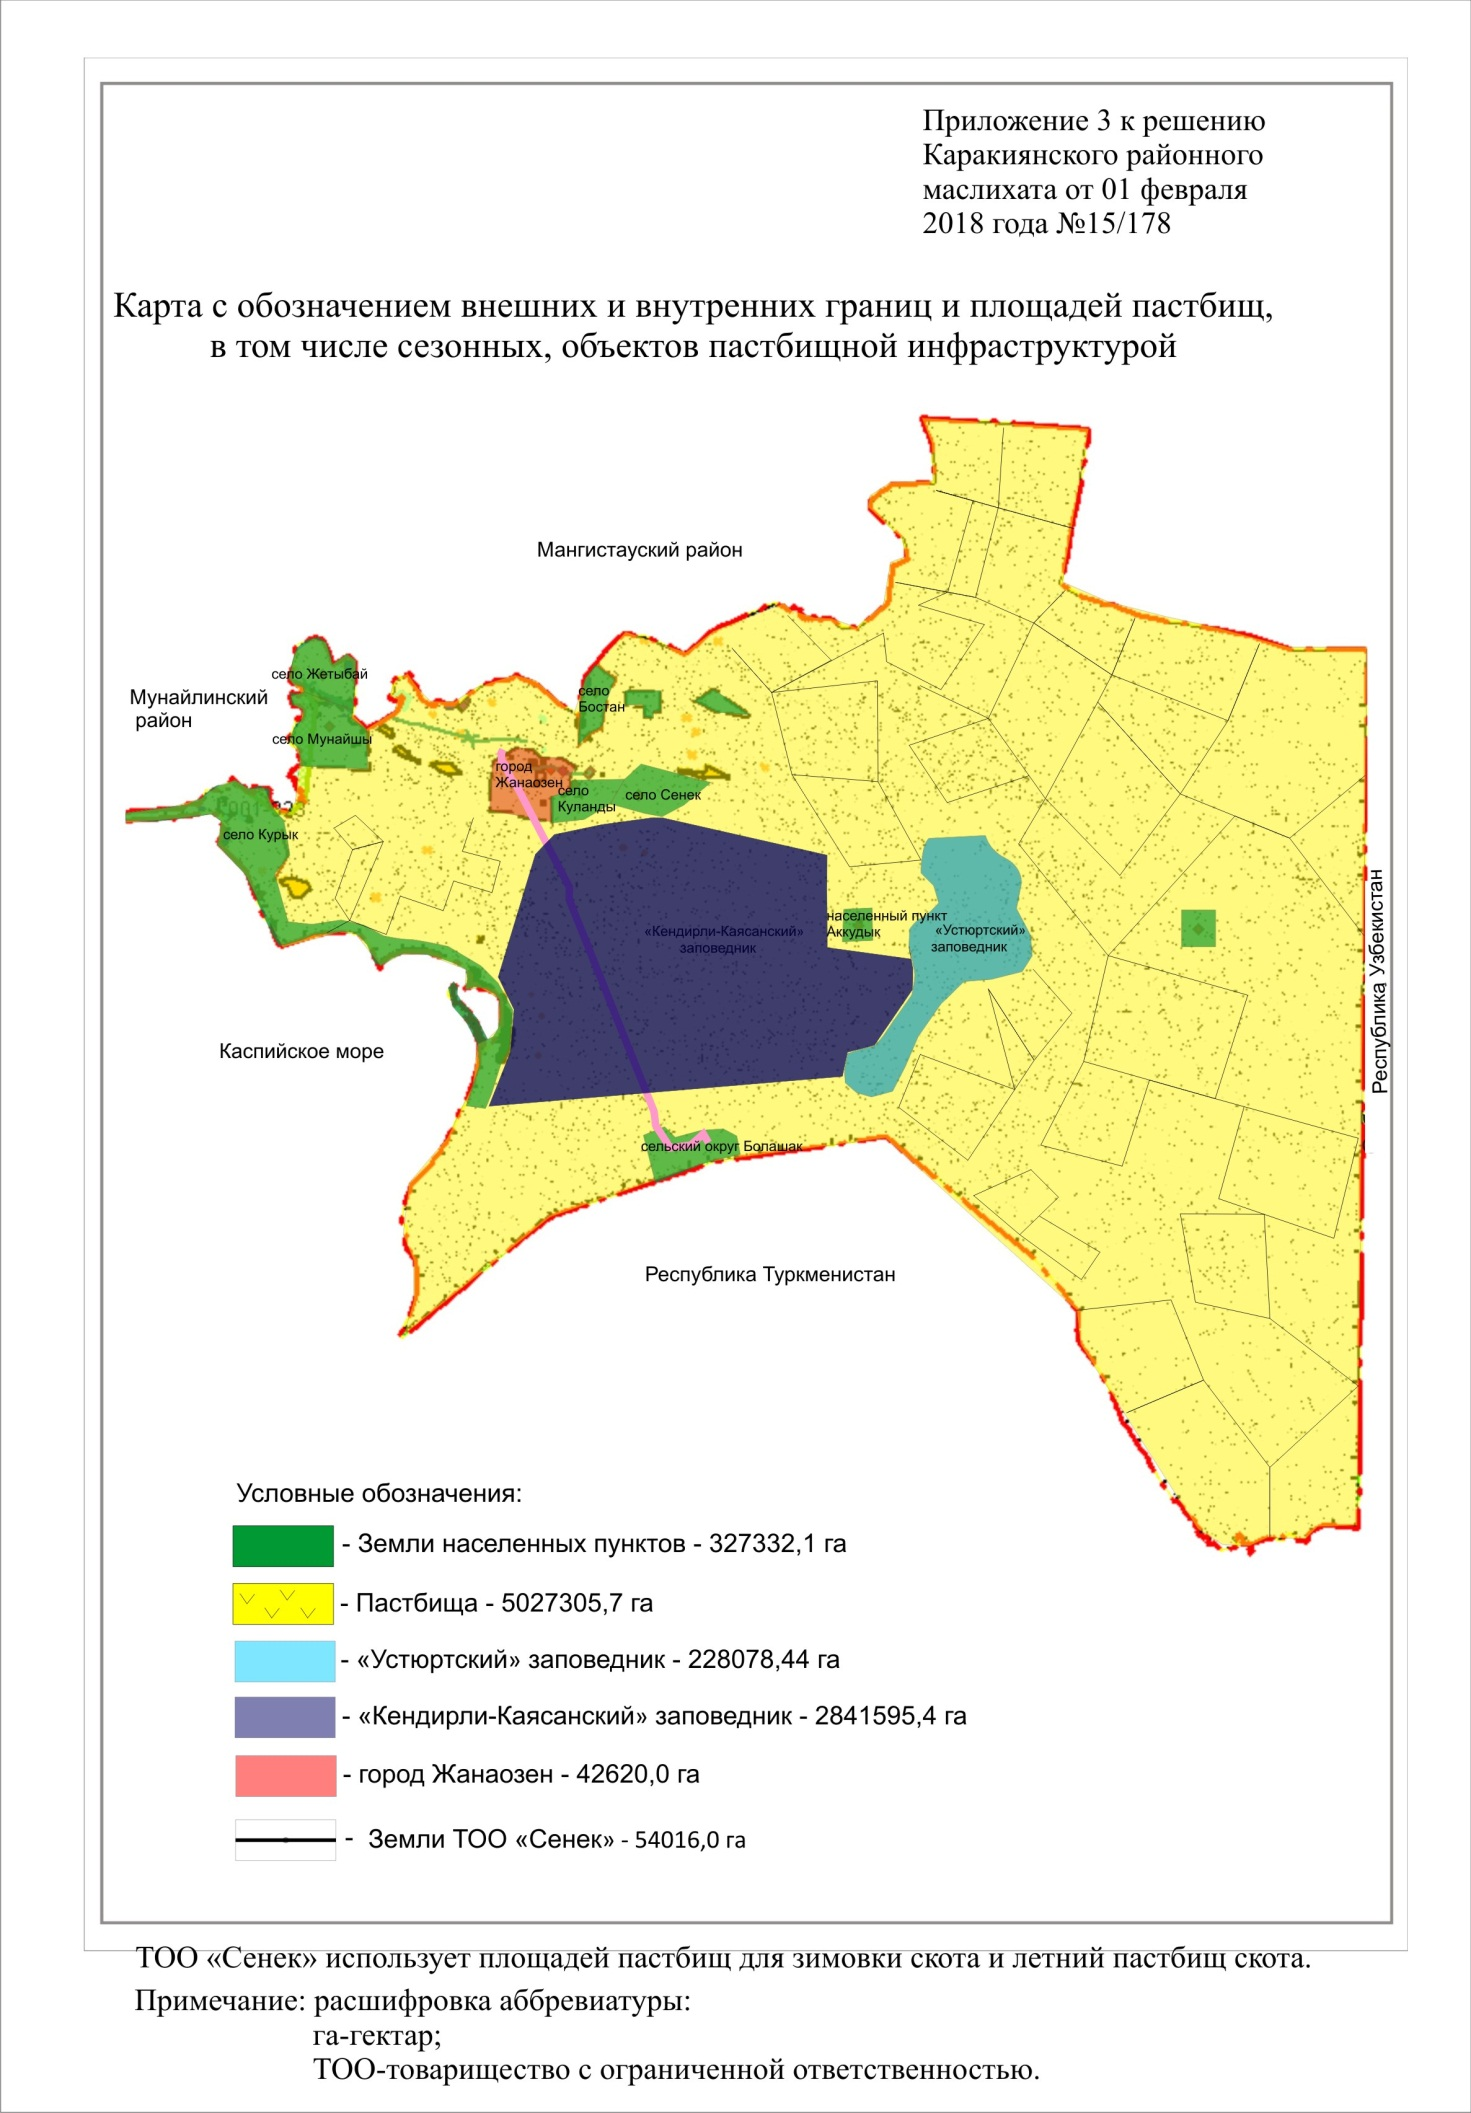 Приложение 3 к решению
Каракиянского районного
маслихата от 01 февраля
2018 года №15/178
Карта с обозначением внешних и внутренних границ и площадей пастбищ,
в том числе сезонных, объектов пастбищной инфраструктурой
Мангистауский район
село Жетыбай
Мунайлинский
район
село Мунайшы
село
Бостан
город
Жанаозен
село
Куланды
село Сенек
село Курык
населенный пункт
Аккудык
«Кендирли-Каясанский»
заповедник
«Устюртский»
заповедник
Республика Узбекистан
Каспийское море
сельский округ Болашак
Республика Туркменистан
Условные обозначения:
- Земли населенных пунктов - 327332,1 га
- Пастбища - 5027305,7 га
- «Устюртский» заповедник - 228078,44 га
- «Кендирли-Каясанский» заповедник - 2841595,4 га
- город Жанаозен - 42620,0 га
- Земли ТОО «Сенек» - 54016,0 га
ТОО «Сенек» использует площадей пастбищ для зимовки скота и летний пастбищ скота.
Примечание: расшифровка аббревиатуры:
га-гектар;
ТОО-товарищество с ограниченной ответственностью.